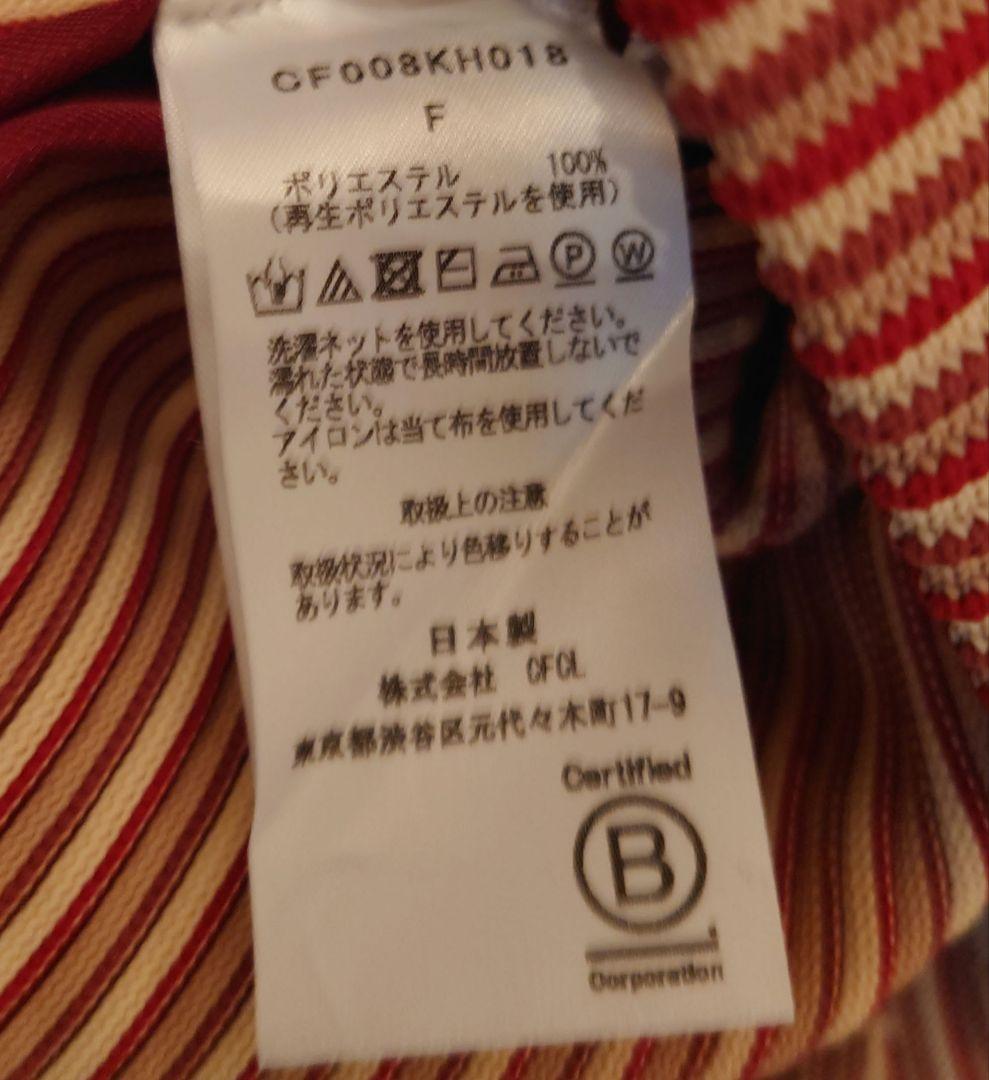 CF008KH018
F
ポリエステル 100%
(再生ポリエステルを使用)
P W
洗濯ネットを使用してください。
濡れた状態で長時間放置しないで
ください。
アイロンは当て布を使用してくだ
さい。
取扱上の注意
取扱状況により色移りすることが
あります。
日本製
株式会社 CFCL
東京都渋谷区元代々木町17-9
Certified
B
Corporation